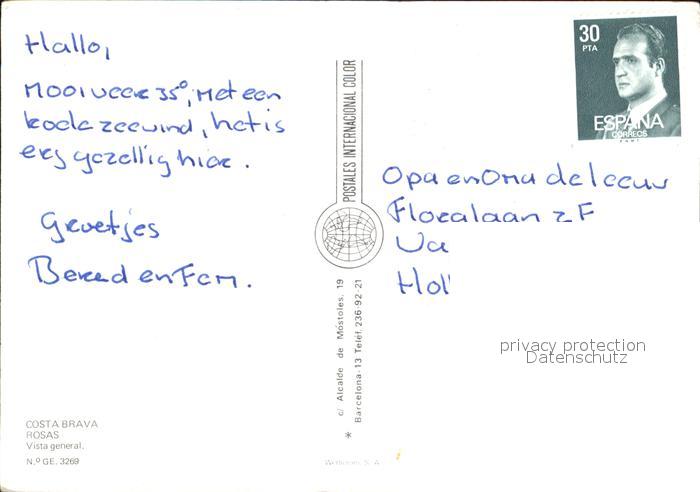 Hallo,
Mooi weer 35°, Met een
koele zeewind, het is
erg gezellig hier.
Groetjes
Berend en Fam.
COSTA BRAVA
ROSAS
Vista general.
N.º GE. 3269
POSTALES INTERNACIONAL COLOR
c/ Alcalde de Móstoles, 19
Barcelona-13 Teléf. 236-92-21
*
S. A.
30
PTA
ESPAÑA
CORREOS
Opa en Oma de leeuw
Floralaan 2F
Va
Hol
privacy protection
Datenschutz